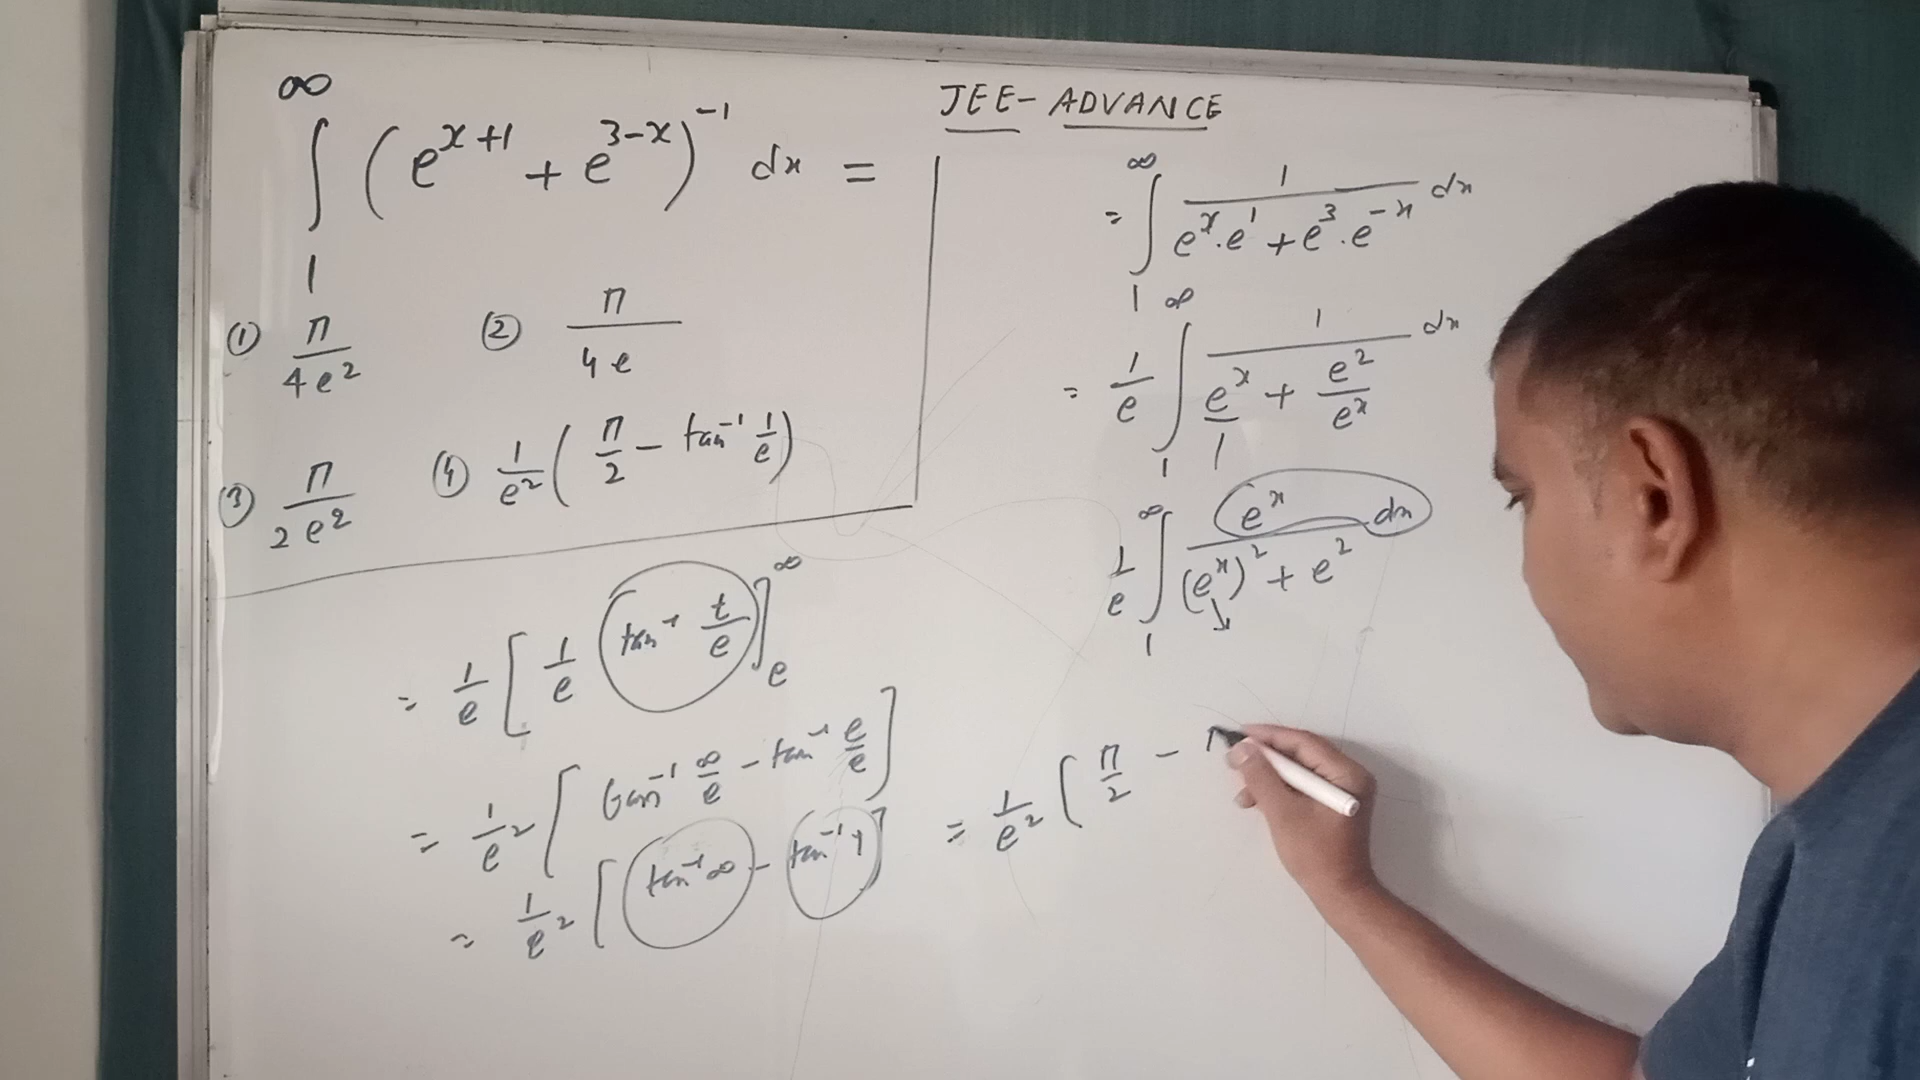 ∞
∫ (e^{x+1} + e^{3-x})^{-1} dx =
1
① π/4e²   ② π/4e
③ π/2e²   ④ 1/e² (π/2 - tan⁻¹ 1/e)
JEE- ADVANCE
= ∫₁^∞ 1/(e^x·e^1 + e^3·e^{-x}) dx
= 1/e ∫₁^∞ 1/(e^x/1 + e²/e^x) dx
1/e ∫₁^∞ e^x dx/((e^x)² + e²)
= 1/e [1/e tan⁻¹ t/e]_e^∞
= 1/e² [tan⁻¹ ∞/e - tan⁻¹ e/e]
= 1/e² [tan⁻¹ ∞ - tan⁻¹ 1]
= 1/e² [π/2 -